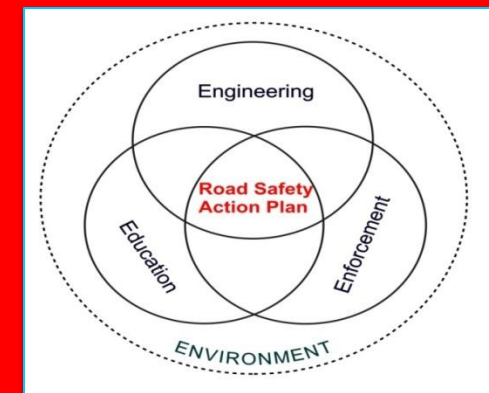 Engineering
Road Safety
Action Plan
Education
Enforcement
ENVIRONMENT